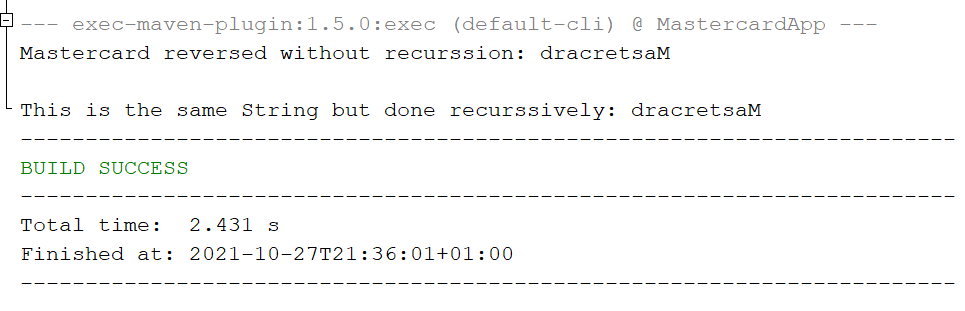 --- exec-maven-plugin:1.5.0:exec (default-cli) @ MastercardApp ---
Mastercard reversed without recurssion: dracretsaM
This is the same String but done recurssively: dracretsaM
------------------------------------------------------------------------
BUILD SUCCESS
------------------------------------------------------------------------
Total time:  2.431 s
Finished at: 2021-10-27T21:36:01+01:00
------------------------------------------------------------------------